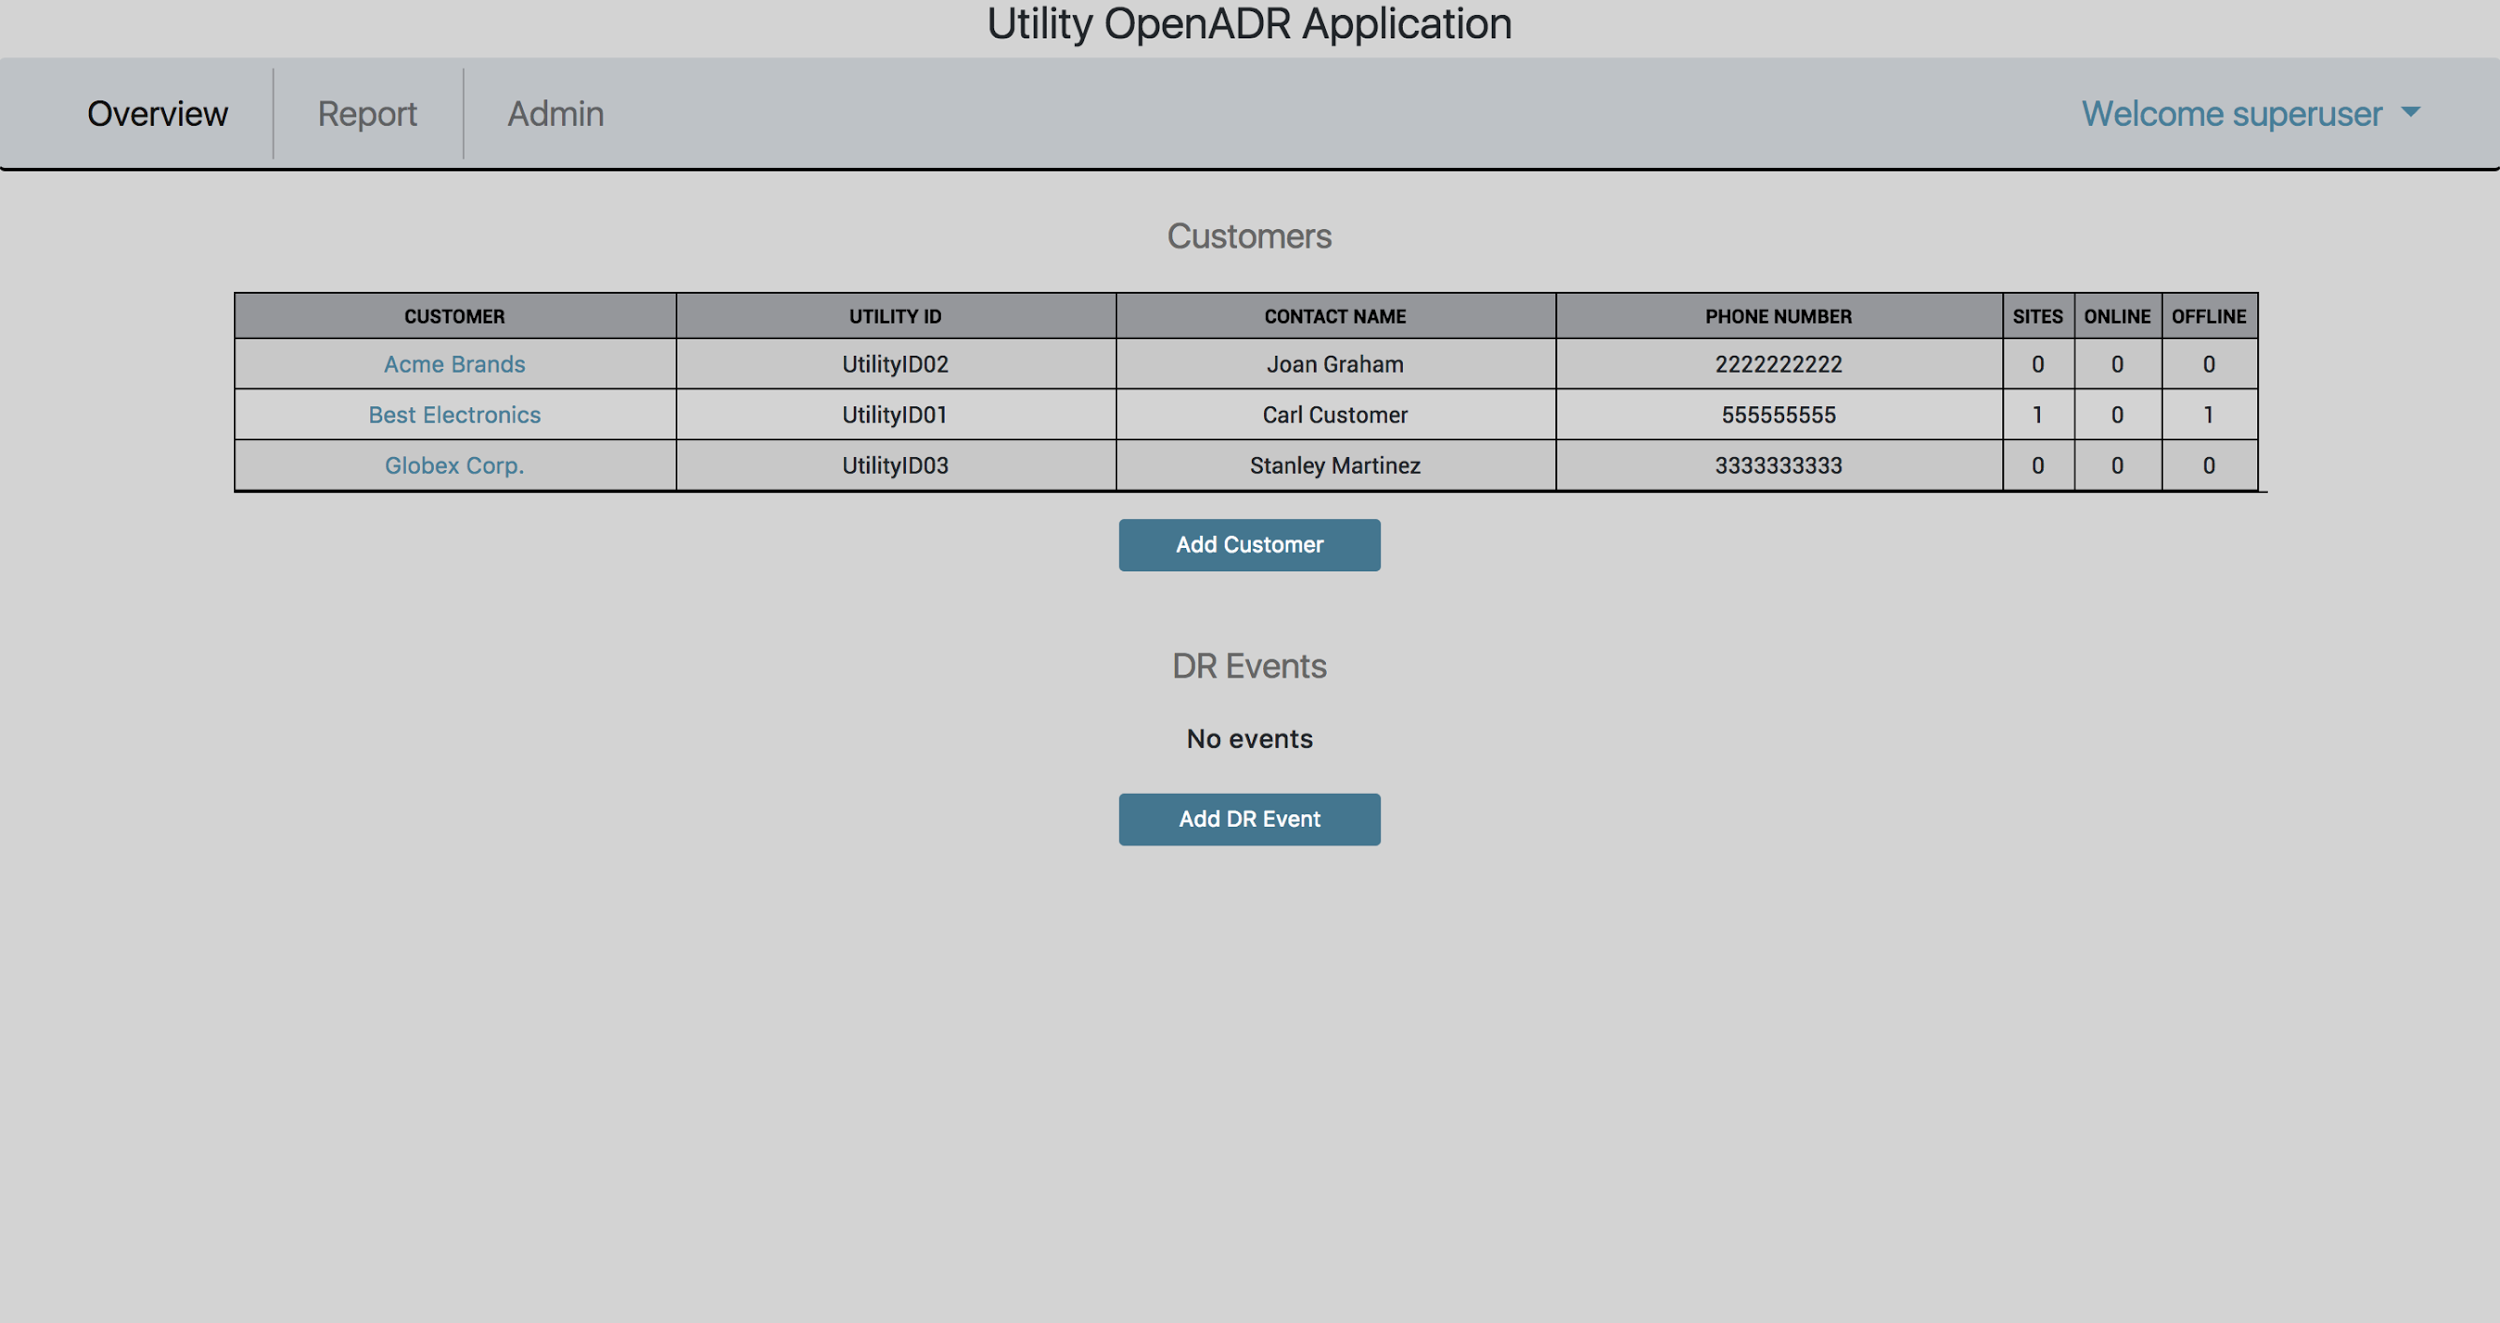 Utility OpenADR Application
Overview Report Admin Welcome superuser
Customers
CUSTOMER UTILITY ID CONTACT NAME PHONE NUMBER SITES ONLINE OFFLINE
Acme Brands UtilityID02 Joan Graham 2222222222 0 0 0
Best Electronics UtilityID01 Carl Customer 555555555 1 0 1
Globex Corp. UtilityID03 Stanley Martinez 3333333333 0 0 0
Add Customer
DR Events
No events
Add DR Event